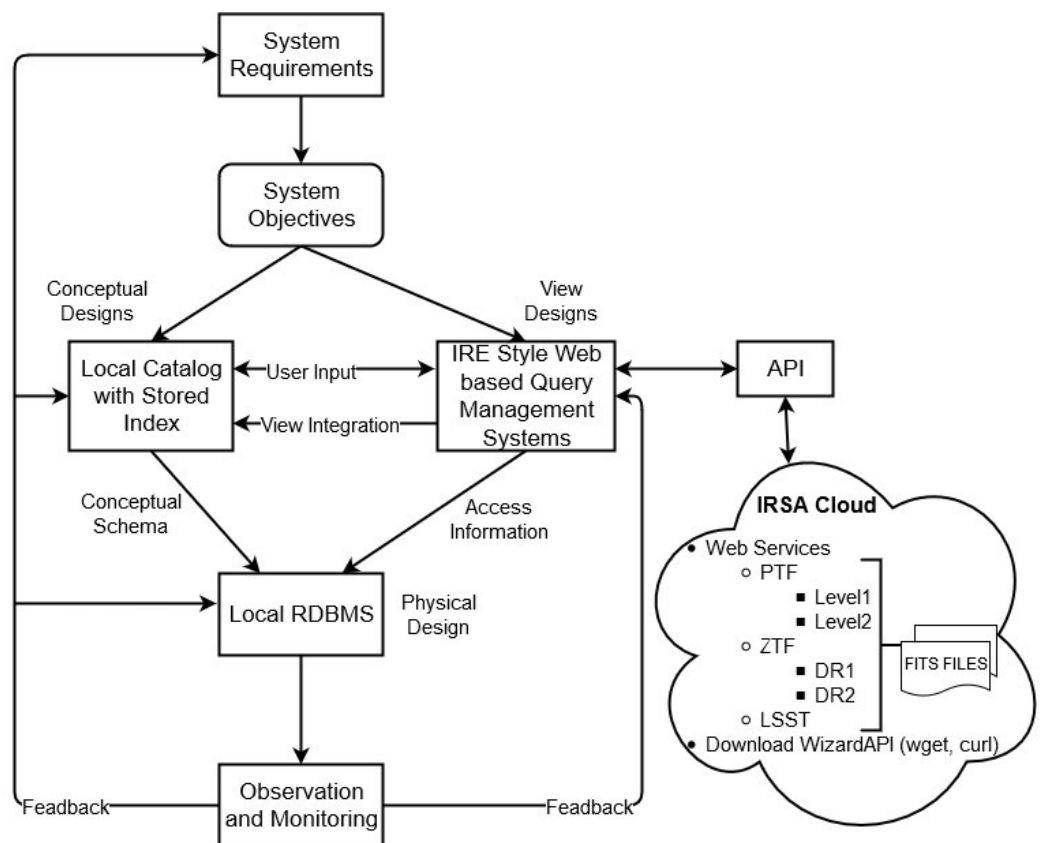 System
Requirements
System
Objectives
Conceptual
Designs
View
Designs
Local Catalog
with Stored
Index
User Input
View Integration
IRE Style Web
based Query
Management
Systems
API
Conceptual
Schema
Access
Information
Local RDBMS
Physical
Design
Observation
and Monitoring
Feadback
Feadback
IRSA Cloud
• Web Services
○ PTF
■ Level1
■ Level2
○ ZTF
■ DR1
■ DR2
○ LSST
• Download WizardAPI (wget, curl)
FITS FILES